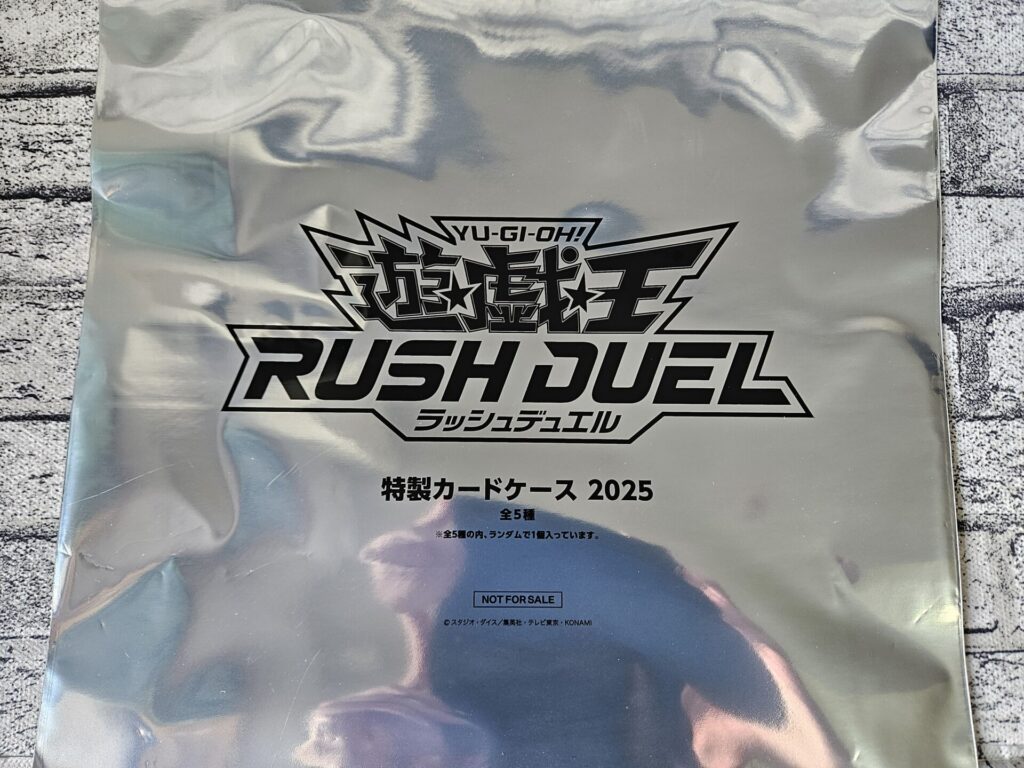 YU-GI-OH!
遊★戯★王
RUSH DUEL
ラッシュデュエル
特製カードケース 2025
全5種
※全5種の内、ランダムで1個入っています。
NOT FOR SALE
©スタジオ・ダイス／集英社・テレビ東京・KONAMI